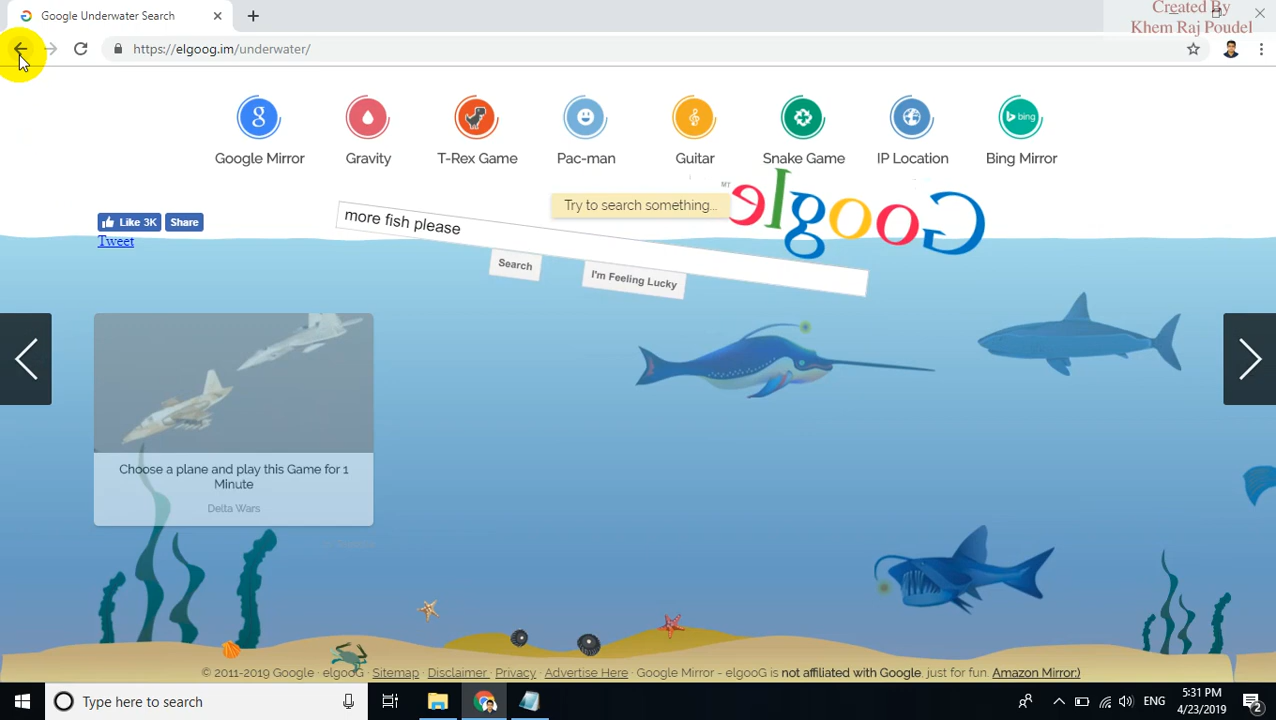 Google Underwater Search
Created By
Khem Raj Poudel
https://elgoog.im/underwater/
g
bing
Google Mirror
Gravity
T-Rex Game
Pac-man
Guitar
Snake Game
IP Location
Bing Mirror
MT
Try to search something...
elgooG
more fish please
Like 3K
Share
Tweet
Search
I'm Feeling Lucky
Choose a plane and play this Game for 1
Minute
Delta Wars
© 2011-2019 Google - elgooG · Sitemap · Disclaimer · Privacy · Advertise Here · Google Mirror – elgooG is not affiliated with Google, just for fun. Amazon Mirror:)
Type here to search
ENG
5:31 PM
4/23/2019
2